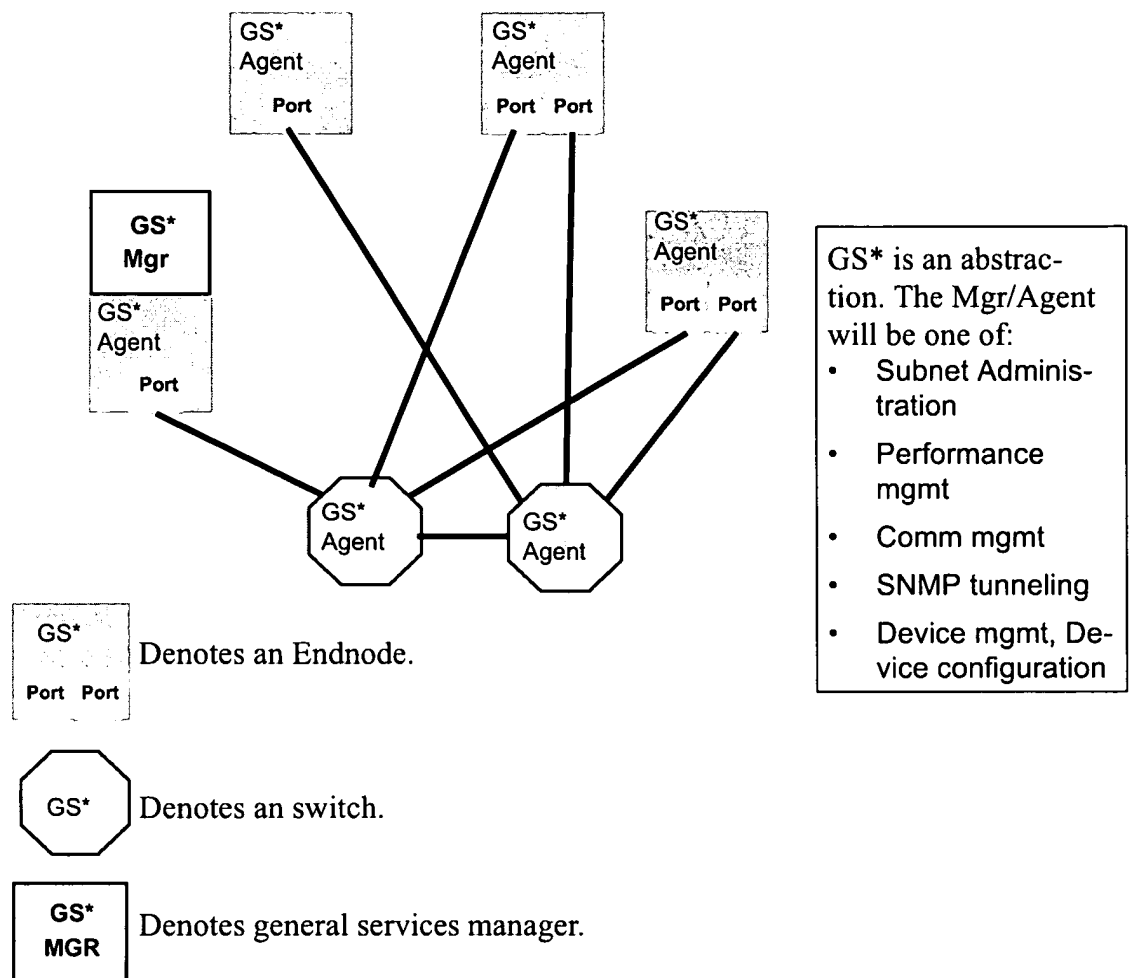 GS*
Agent
Port
GS*
Agent
Port Port
GS*
Mgr
GS*
Agent
Port
GS*
Agent
Port Port
GS*
Agent
GS*
Agent
GS* is an abstrac-
tion. The Mgr/Agent
will be one of:
• Subnet Adminis-
tration
• Performance
mgmt
• Comm mgmt
• SNMP tunneling
• Device mgmt, De-
vice configuration
GS*
Port Port
Denotes an Endnode.
GS*
Denotes an switch.
GS*
MGR
Denotes general services manager.